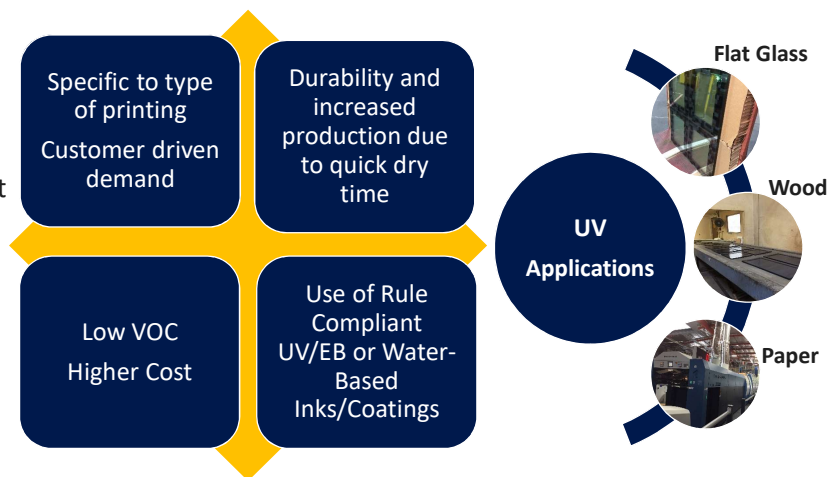 Specific to type
of printing
Customer driven
demand
Durability and
increased
production due
to quick dry
time
t
Low VOC
Higher Cost
Use of Rule
Compliant
UV/EB or Water-
Based
Inks/Coatings
UV
Applications
Flat Glass
Wood
Paper